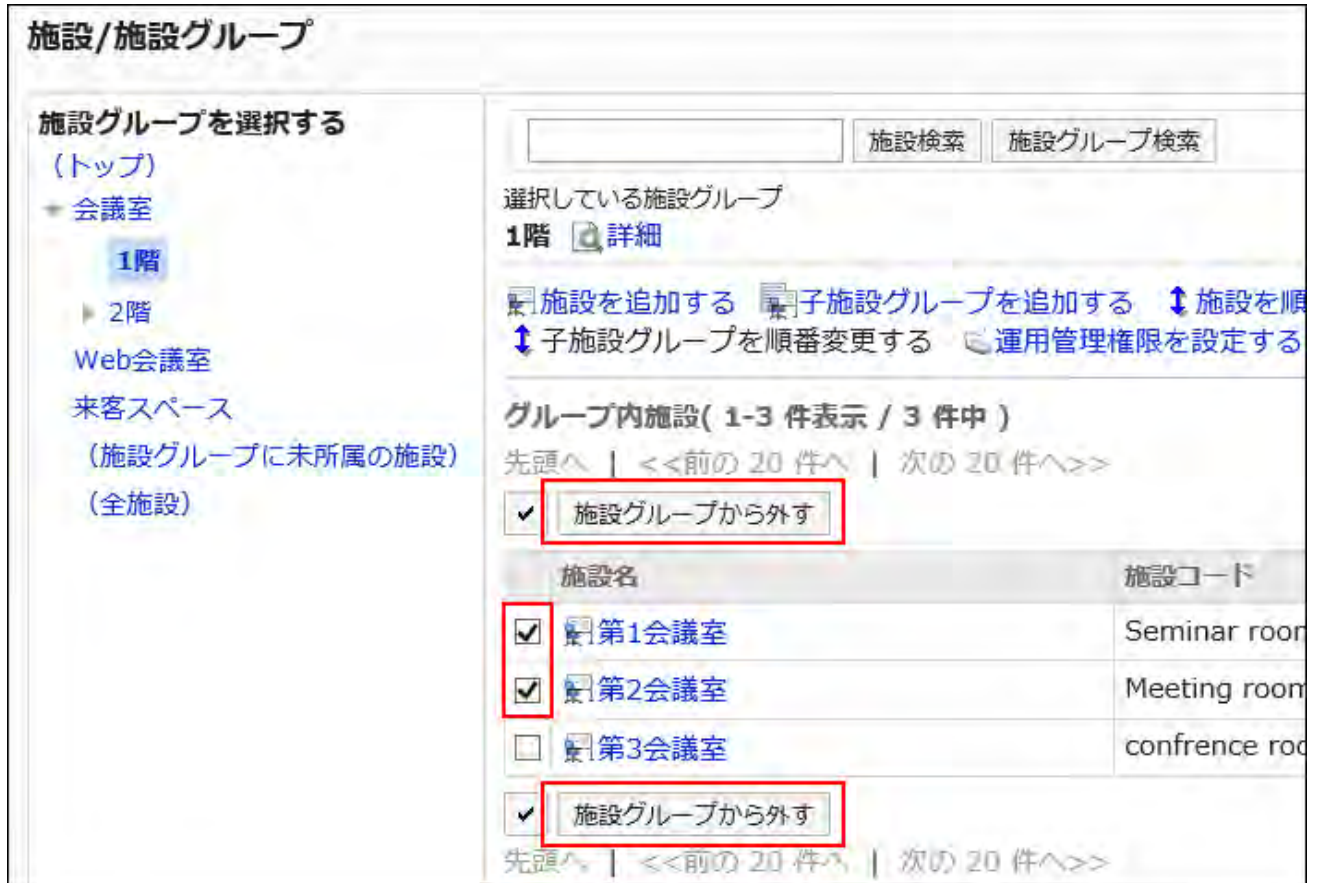 施設/施設グループ
施設グループを選択する
(トップ)
会議室
1階
2階
Web会議室
来客スペース
(施設グループに未所属の施設)
(全施設)
施設検索 施設グループ検索
選択している施設グループ
1階 詳細
施設を追加する 子施設グループを追加する 施設を順
子施設グループを順番変更する 運用管理権限を設定する
グループ内施設( 1-3 件表示 / 3 件中 )
先頭へ | <<前の 20 件へ | 次の 20 件へ>>
施設グループから外す
施設名 施設コード
第1会議室 Seminar room
第2会議室 Meeting room
第3会議室 confrence roo
施設グループから外す
先頭へ | <<前の 20 件へ | 次の 20 件へ>>